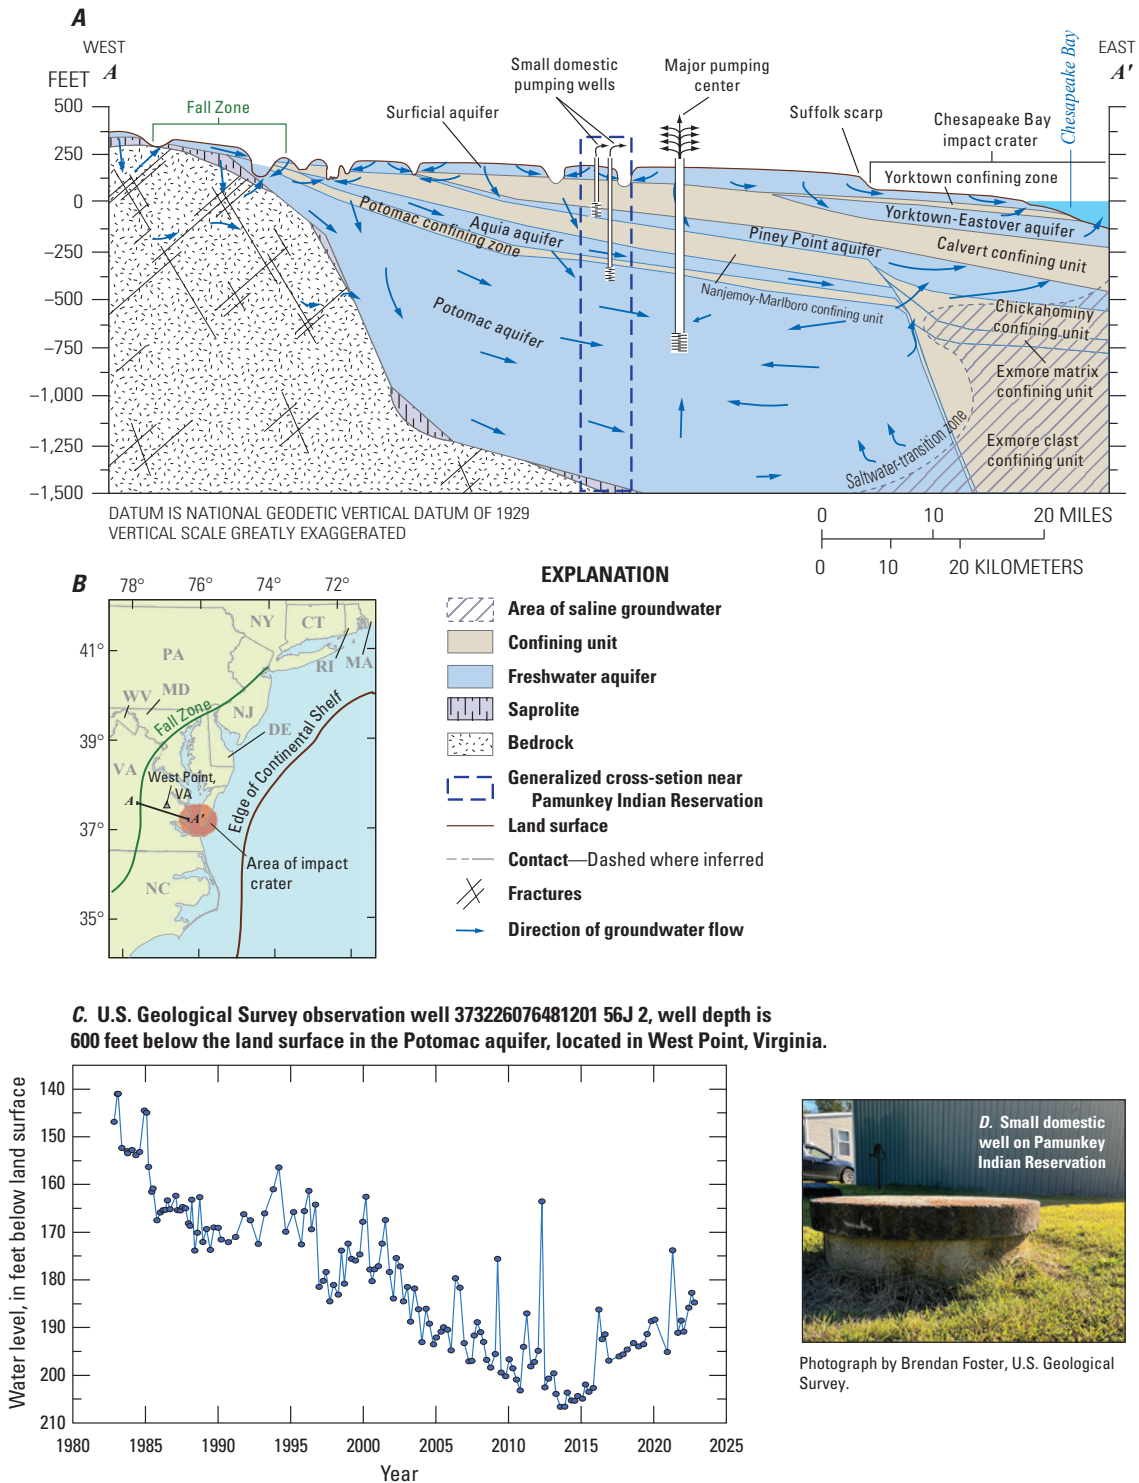 A
WEST
FEET A
EAST
A'
Chesapeake Bay
500
250
0
−250
−500
−750
−1,000
−1,250
−1,500
Fall Zone
Surficial aquifer
Small domestic
pumping wells
Major pumping
center
Suffolk scarp
Chesapeake Bay
impact crater
Yorktown confining zone
Yorktown-Eastover aquifer
Calvert confining unit
Piney Point aquifer
Aquia aquifer
Potomac confining zone
Nanjemoy-Marlboro confining unit
Potomac aquifer
Chickahominy
confining unit
Exmore matrix
confining unit
Exmore clast
confining unit
Saltwater-transition zone
DATUM IS NATIONAL GEODETIC VERTICAL DATUM OF 1929
VERTICAL SCALE GREATLY EXAGGERATED
0 10 20 MILES
0 10 20 KILOMETERS
B
78° 76° 74° 72°
41°
39°
37°
35°
NY
CT
PA
RI
MA
WV
MD
NJ
Fall Zone
DE
VA
West Point,
VA
A
A'
Edge of Continental Shelf
Area of impact
crater
NC
EXPLANATION
Area of saline groundwater
Confining unit
Freshwater aquifer
Saprolite
Bedrock
Generalized cross-setion near
Pamunkey Indian Reservation
Land surface
Contact—Dashed where inferred
Fractures
Direction of groundwater flow
C. U.S. Geological Survey observation well 373226076481201 56J 2, well depth is
600 feet below the land surface in the Potomac aquifer, located in West Point, Virginia.
Water level, in feet below land surface
140
150
160
170
180
190
200
210
1980 1985 1990 1995 2000 2005 2010 2015 2020 2025
Year
D. Small domestic
well on Pamunkey
Indian Reservation
Photograph by Brendan Foster, U.S. Geological
Survey.